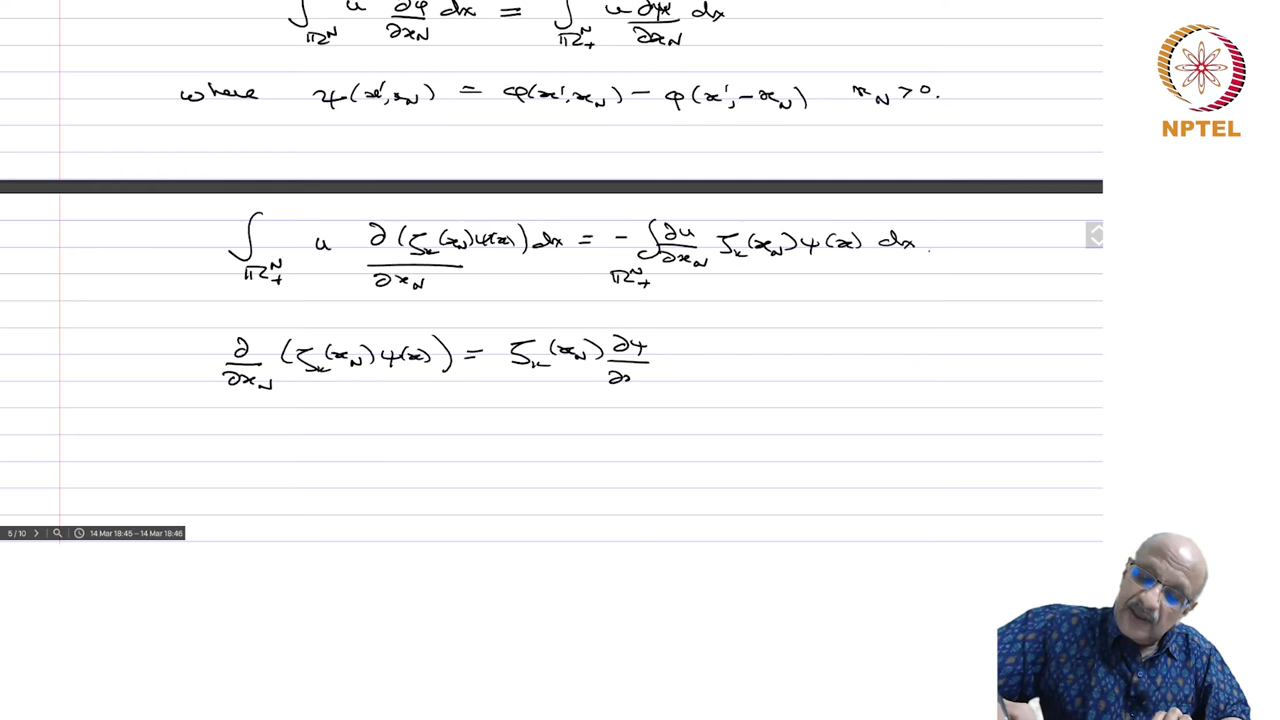 ∫_{ℝ^N} u ∂φ/∂x_N dx = ∫_{ℝ^N_+} u ∂ψ/∂x_N dx
where ψ(x', x_N) = φ(x', x_N) - φ(x', -x_N) x_N > 0.
NPTEL
∫_{ℝ^N_+} u ∂(ζ_k(x_N)ψ(x))/∂x_N dx = - ∫_{ℝ^N_+} ∂u/∂x_N ζ_k(x_N) ψ(x) dx.
∂/∂x_N (ζ_k(x_N) ψ(x)) = ζ_k(x_N) ∂ψ/∂x
5 / 10 14 Mar 18:45 – 14 Mar 18:46